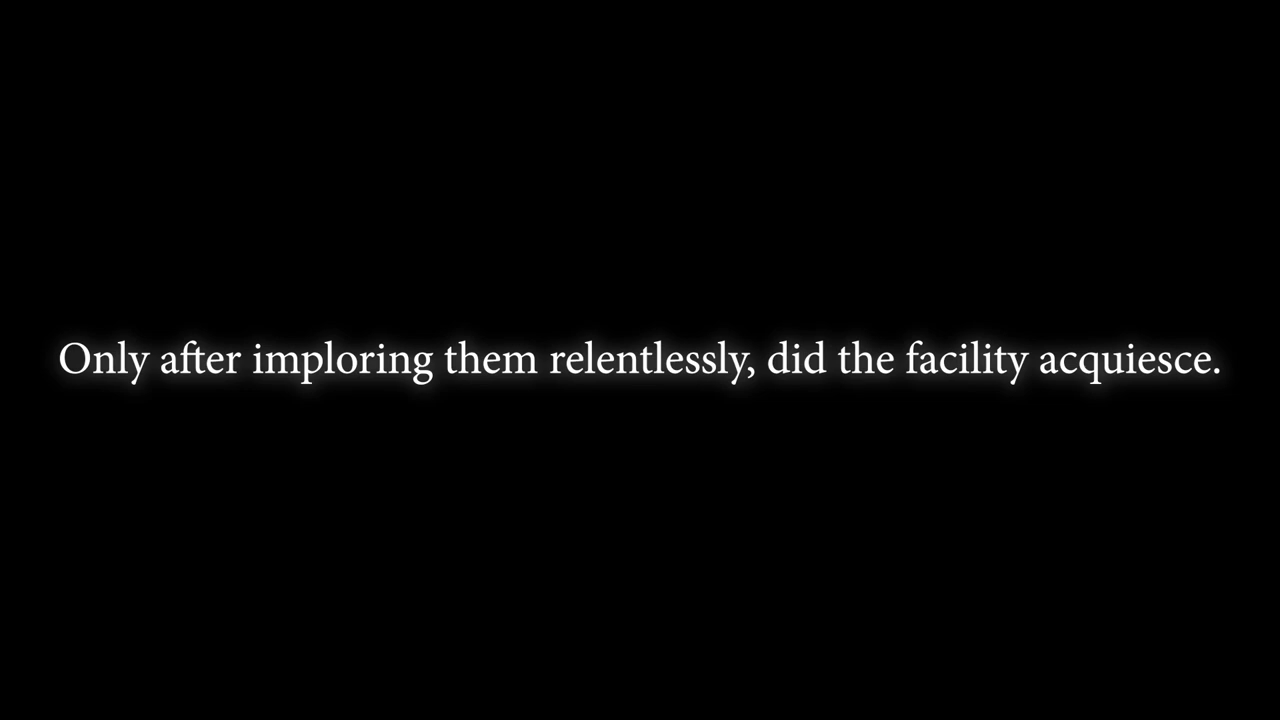 Only after imploring them relentlessly, did the facility acquiesce.